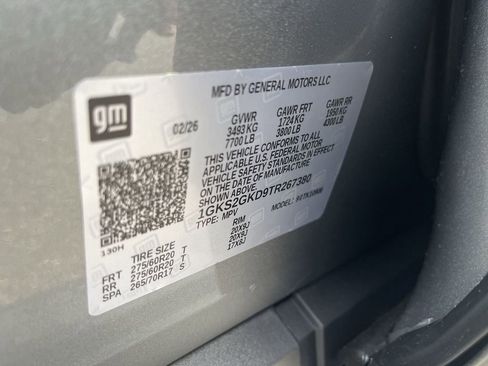 MFD BY GENERAL MOTORS LLC
gm
02/26
GVWR GAWR FRT GAWR RR
3493 KG 1724 KG 1950 KG
7700 LB 3800 LB 4300 LB
THIS VEHICLE CONFORMS TO ALL
APPLICABLE U.S. FEDERAL MOTOR
VEHICLE SAFETY STANDARDS IN EFFECT
ON THE DATE OF MANUFACTURE
SHOWN ABOVE.
1GKS2GKD9TR267380
TYPE: MPV
130H
TIRE SIZE RIM
FRT 275/60R20 T 20X9J
RR 275/60R20 T 20X9J
SPA 265/70R17 S 17X8J